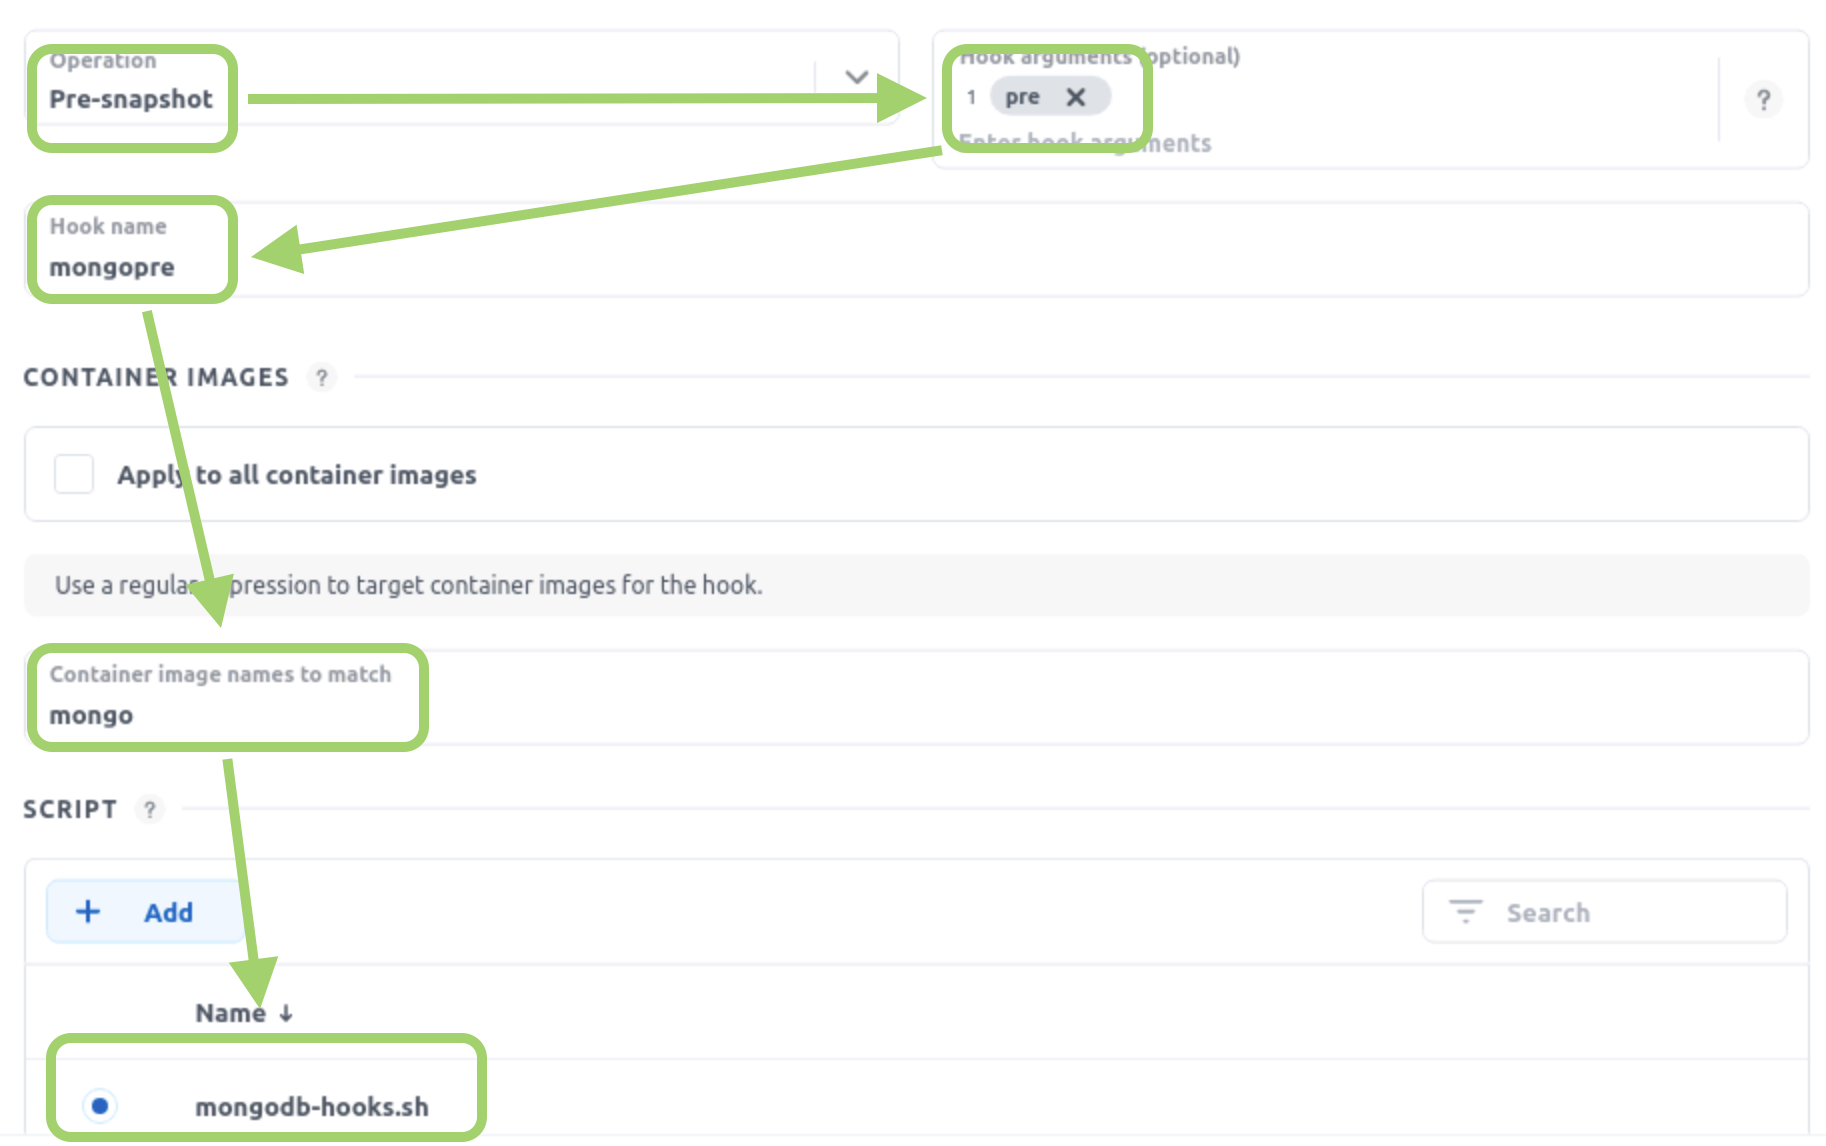 Operation
Pre-snapshot
Hook arguments (optional)
1 pre
Enter hook arguments
?
Hook name
mongopre
CONTAINER IMAGES ?
Apply to all container images
Use a regular expression to target container images for the hook.
Container image names to match
mongo
SCRIPT ?
+ Add
Search
Name ↓
mongodb-hooks.sh